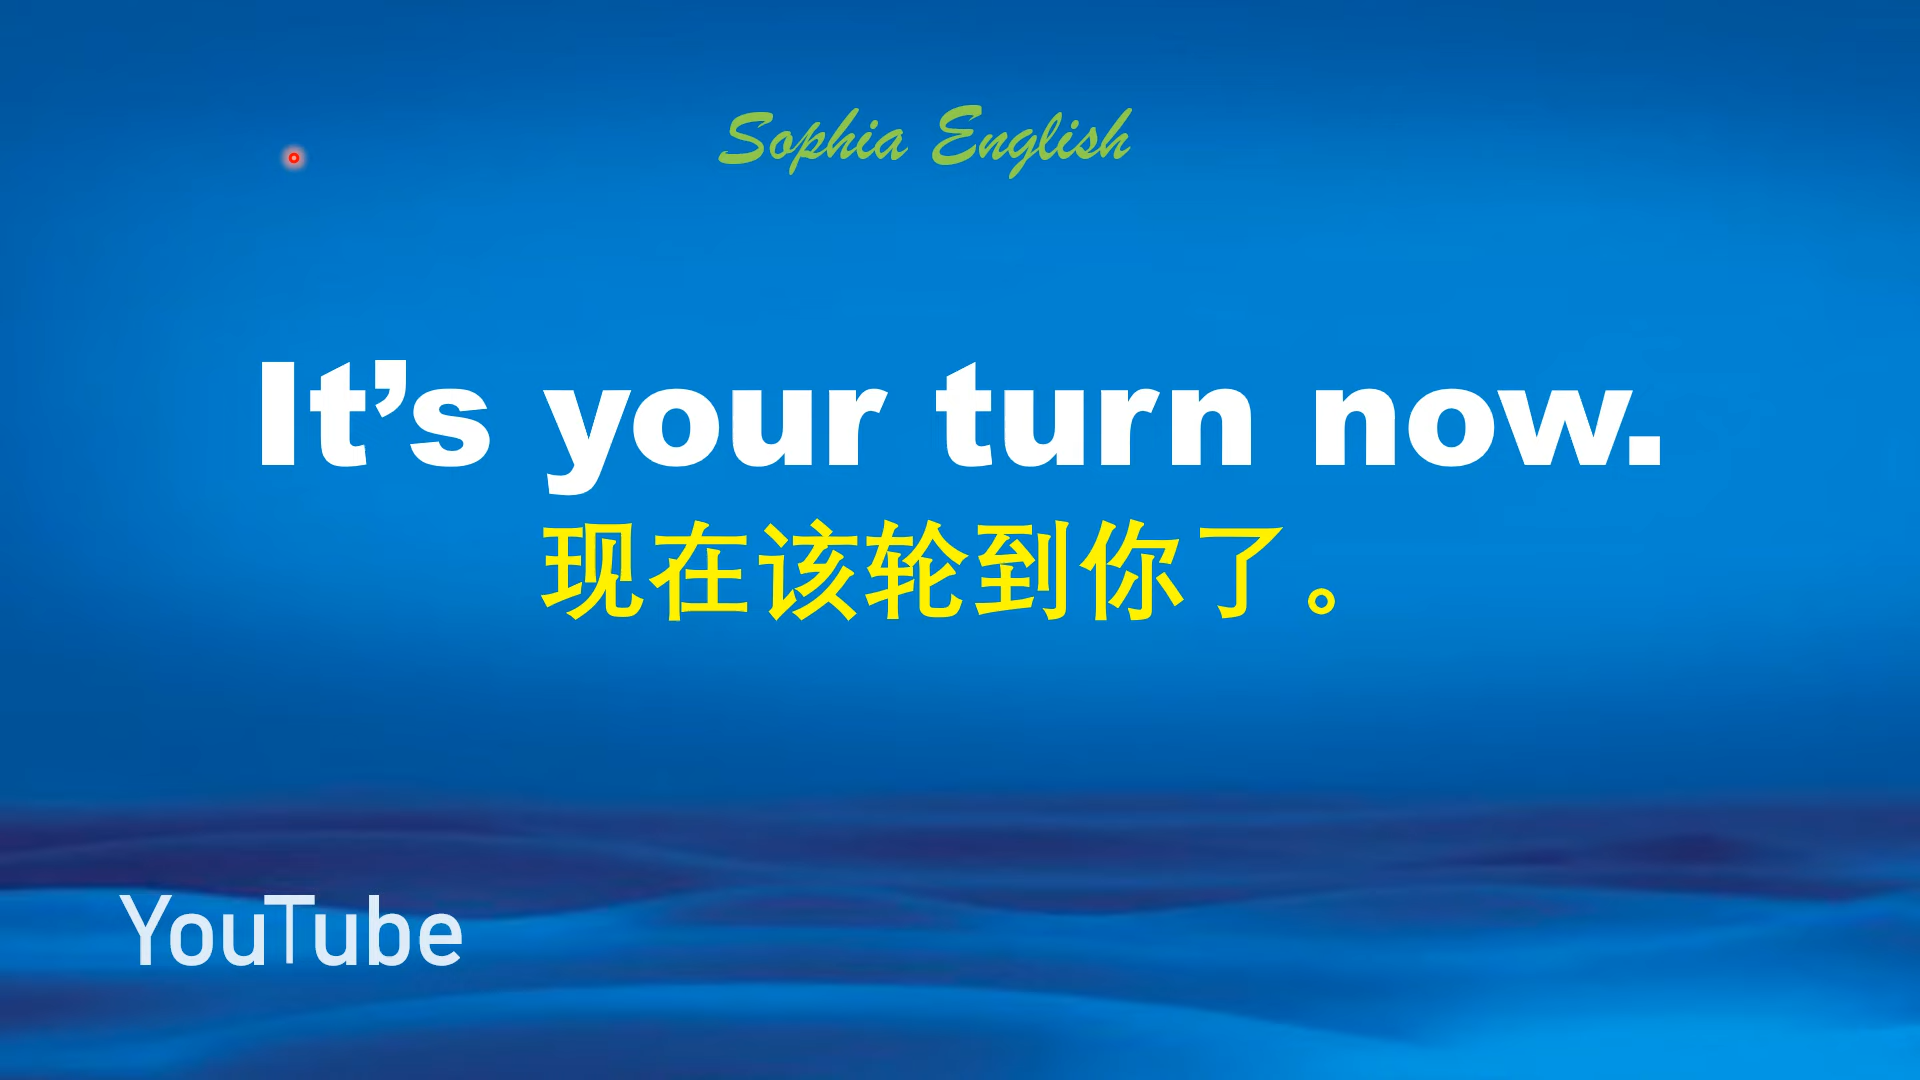 Sophia English
It’s your turn now.
现在该轮到你了。
YouTube